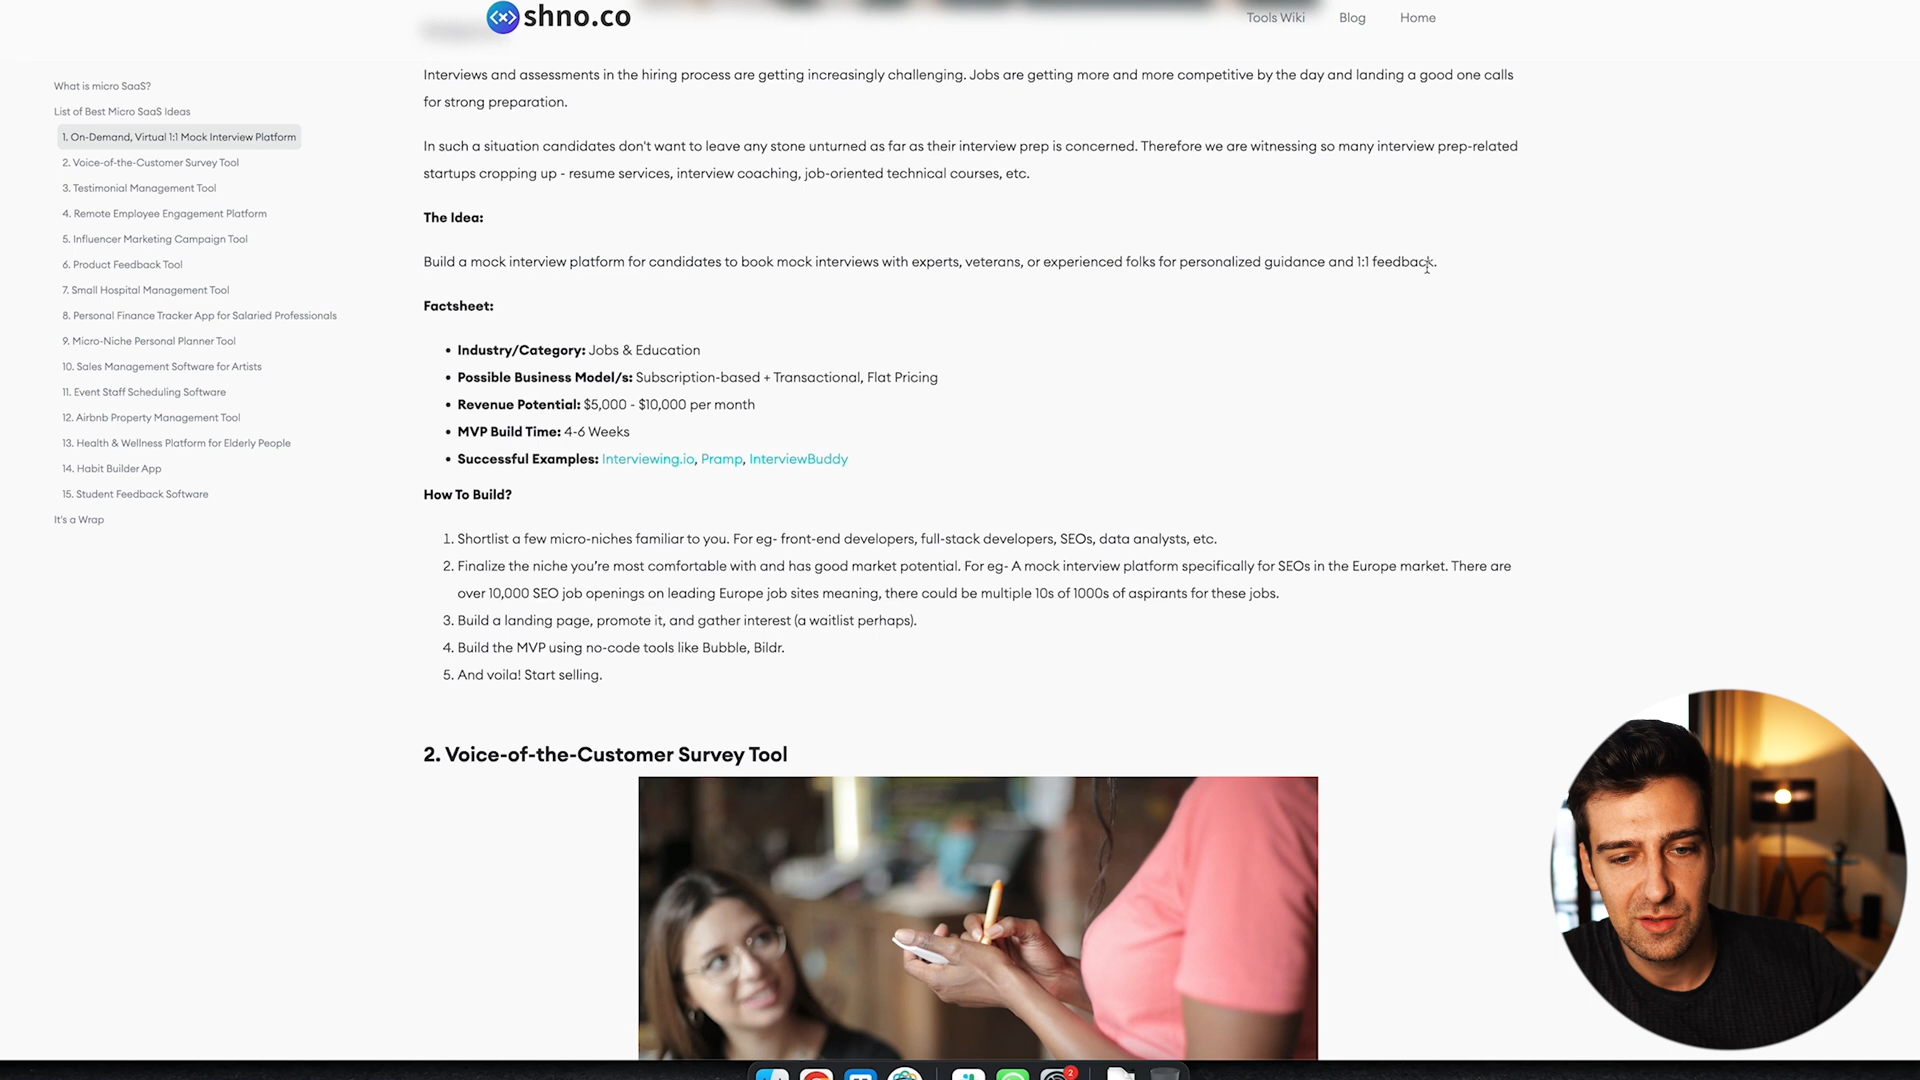 shno.co
Tools Wiki
Blog
Home
What is micro SaaS?
List of Best Micro SaaS Ideas
1. On-Demand, Virtual 1:1 Mock Interview Platform
2. Voice-of-the-Customer Survey Tool
3. Testimonial Management Tool
4. Remote Employee Engagement Platform
5. Influencer Marketing Campaign Tool
6. Product Feedback Tool
7. Small Hospital Management Tool
8. Personal Finance Tracker App for Salaried Professionals
9. Micro-Niche Personal Planner Tool
10. Sales Management Software for Artists
11. Event Staff Scheduling Software
12. Airbnb Property Management Tool
13. Health & Wellness Platform for Elderly People
14. Habit Builder App
15. Student Feedback Software
It's a Wrap
Interviews and assessments in the hiring process are getting increasingly challenging. Jobs are getting more and more competitive by the day and landing a good one calls
for strong preparation.
In such a situation candidates don't want to leave any stone unturned as far as their interview prep is concerned. Therefore we are witnessing so many interview prep-related
startups cropping up - resume services, interview coaching, job-oriented technical courses, etc.
The Idea:
Build a mock interview platform for candidates to book mock interviews with experts, veterans, or experienced folks for personalized guidance and 1:1 feedback.
Factsheet:
• Industry/Category: Jobs & Education
• Possible Business Model/s: Subscription-based + Transactional, Flat Pricing
• Revenue Potential: $5,000 - $10,000 per month
• MVP Build Time: 4-6 Weeks
• Successful Examples: Interviewing.io, Pramp, InterviewBuddy
How To Build?
1. Shortlist a few micro-niches familiar to you. For eg- front-end developers, full-stack developers, SEOs, data analysts, etc.
2. Finalize the niche you're most comfortable with and has good market potential. For eg- A mock interview platform specifically for SEOs in the Europe market. There are
over 10,000 SEO job openings on leading Europe job sites meaning, there could be multiple 10s of 1000s of aspirants for these jobs.
3. Build a landing page, promote it, and gather interest (a waitlist perhaps).
4. Build the MVP using no-code tools like Bubble, Bildr.
5. And voila! Start selling.
2. Voice-of-the-Customer Survey Tool
2